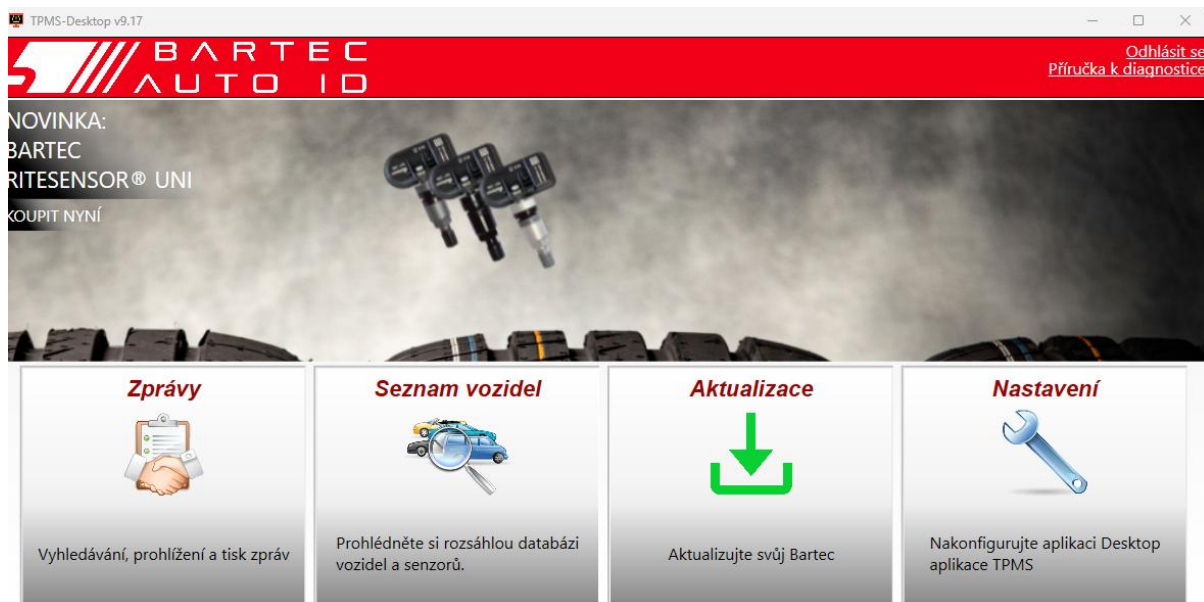 TPMS-Desktop v9.17
BARTEC
AUTO ID
Odhlásit se
Příručka k diagnostice
NOVINKA:
BARTEC
RITESENSOR® UNI
KOUPIT NYNÍ
Zprávy
Vyhledávání, prohlížení a tisk zpráv
Seznam vozidel
Prohlédněte si rozsáhlou databázi
vozidel a senzorů.
Aktualizace
Aktualizujte svůj Bartec
Nastavení
Nakonfigurujte aplikaci Desktop
aplikace TPMS